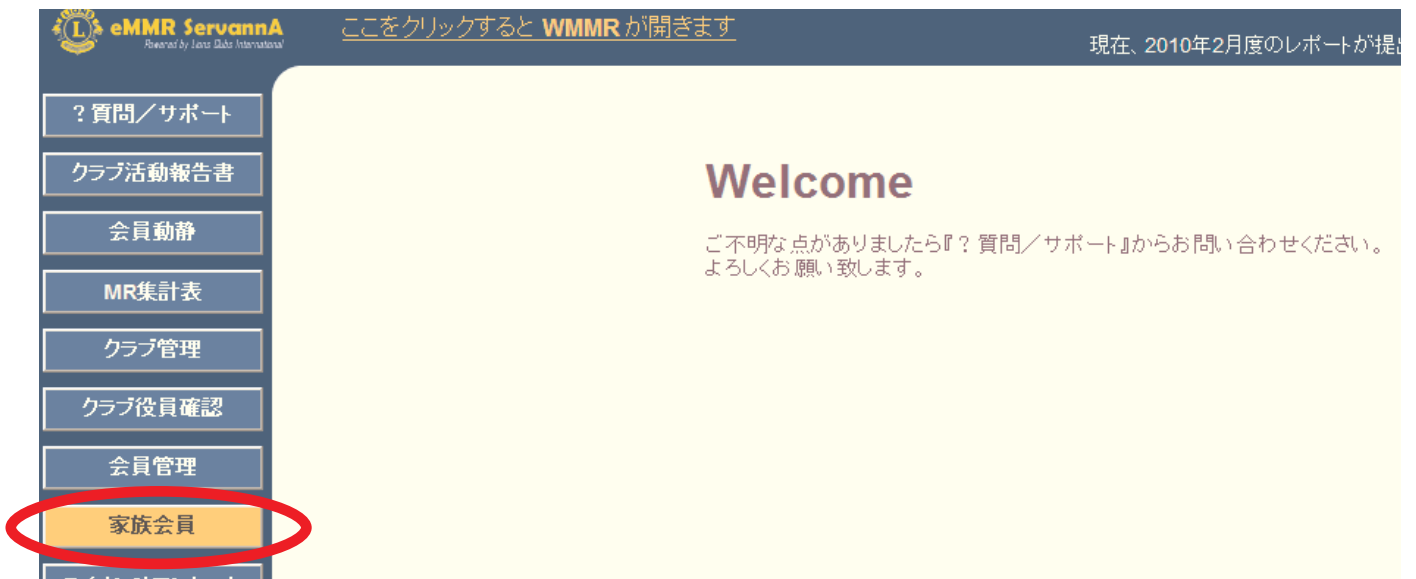 eMMR ServannA
Powered by Lions Clubs International
ここをクリックすると WMMR が開きます
現在、2010年2月度のレポートが提出
? 質問／サポート
クラブ活動報告書
会員動静
MR集計表
クラブ管理
クラブ役員確認
会員管理
家族会員
Welcome
ご不明な点がありましたら『？質問／サポート』からお問い合わせください。
よろしくお願い致します。